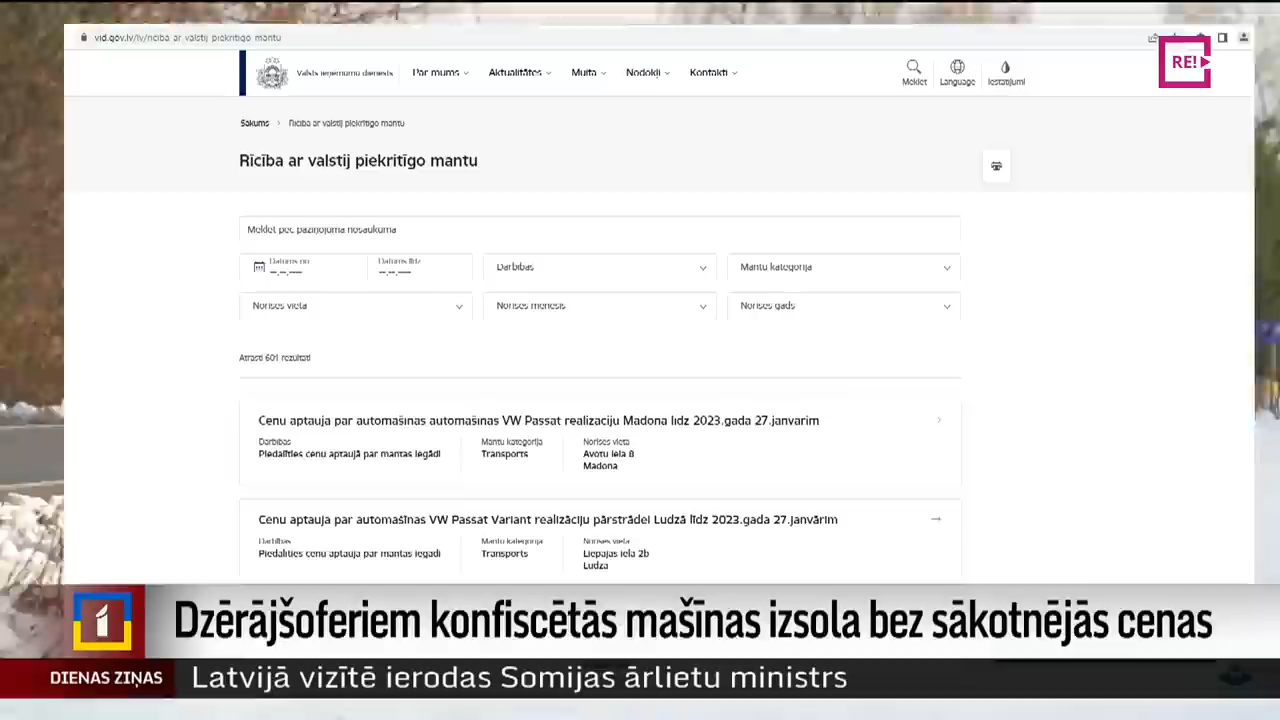 vid.gov.lv/lv/riciba ar valstij piekritigo mantu
RE!
Valsts ieņēmumu dienests
Par mums
Aktualitātes
Muita
Nodokļi
Kontakti
Meklēt
Language
Iestatījumi
Sākums
Rīcība ar valstij piekritīgo mantu
Rīcība ar valstij piekritīgo mantu
Meklēt pēc paziņojuma nosaukuma
Datums no
Datums līdz
--.--.----
--.--.----
Darbības
Mantu kategorija
Norises vieta
Norises mēnesis
Norises gads
Atrasti 601 rezultāti
Cenu aptauja par automašīnas automašīnas VW Passat realizāciju Madona līdz 2023.gada 27.janvārim
Darbības
Mantu kategorija
Norises vieta
Piedalīties cenu aptaujā par mantas iegādi
Transports
Avotu iela 8
Madona
Cenu aptauja par automašīnas VW Passat Variant realizāciju pārstrādei Ludzā līdz 2023.gada 27.janvārim
Darbības
Mantu kategorija
Norises vieta
Piedalīties cenu aptaujā par mantas iegādi
Transports
Liepājas iela 2b
Ludza
1
Dzērājšoferiem konfiscētās mašīnas izsola bez sākotnējās cenas
DIENAS ZIŅAS
Latvijā vizītē ierodas Somijas ārlietu ministrs